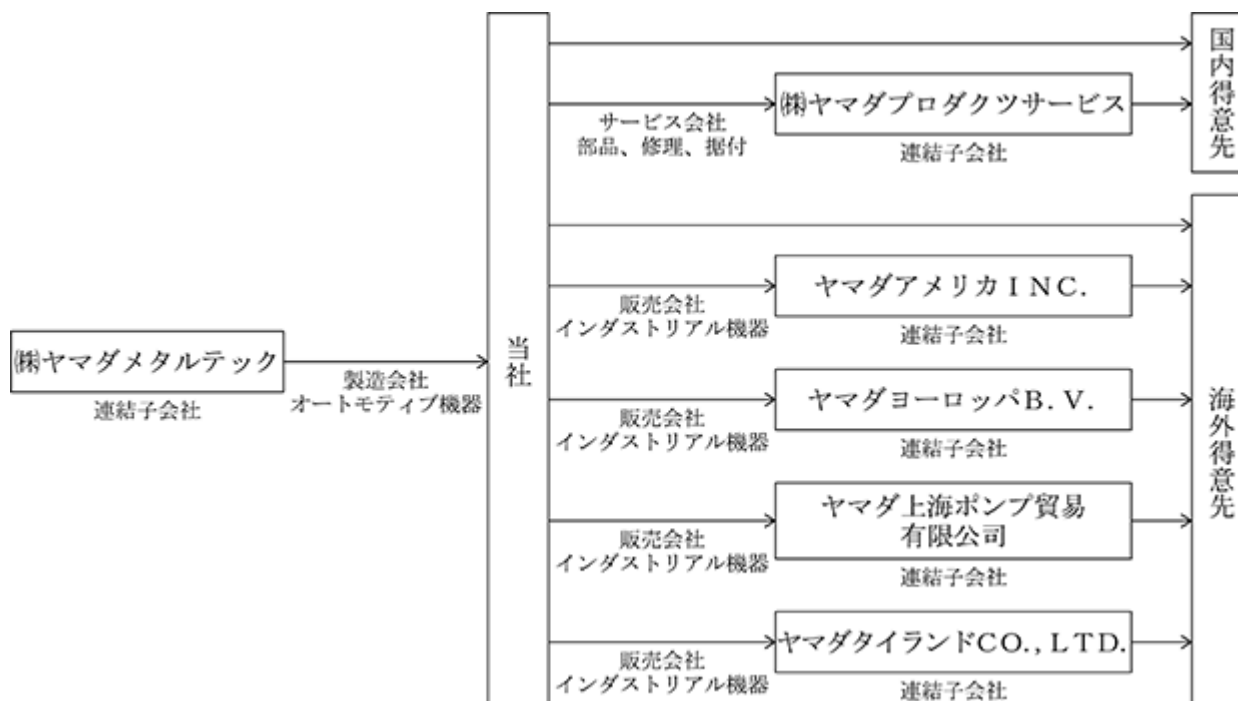 ㈱ヤマダメタルテック
連結子会社
製造会社
オートモティブ機器
当社
サービス会社
部品、修理、据付
㈱ヤマダプロダクツサービス
連結子会社
国内得意先
販売会社
インダストリアル機器
ヤマダアメリカＩＮＣ.
連結子会社
販売会社
インダストリアル機器
ヤマダヨーロッパＢ.Ｖ.
連結子会社
販売会社
インダストリアル機器
ヤマダ上海ポンプ貿易
有限公司
連結子会社
販売会社
インダストリアル機器
ヤマダタイランドＣＯ.,ＬＴＤ.
連結子会社
海外得意先